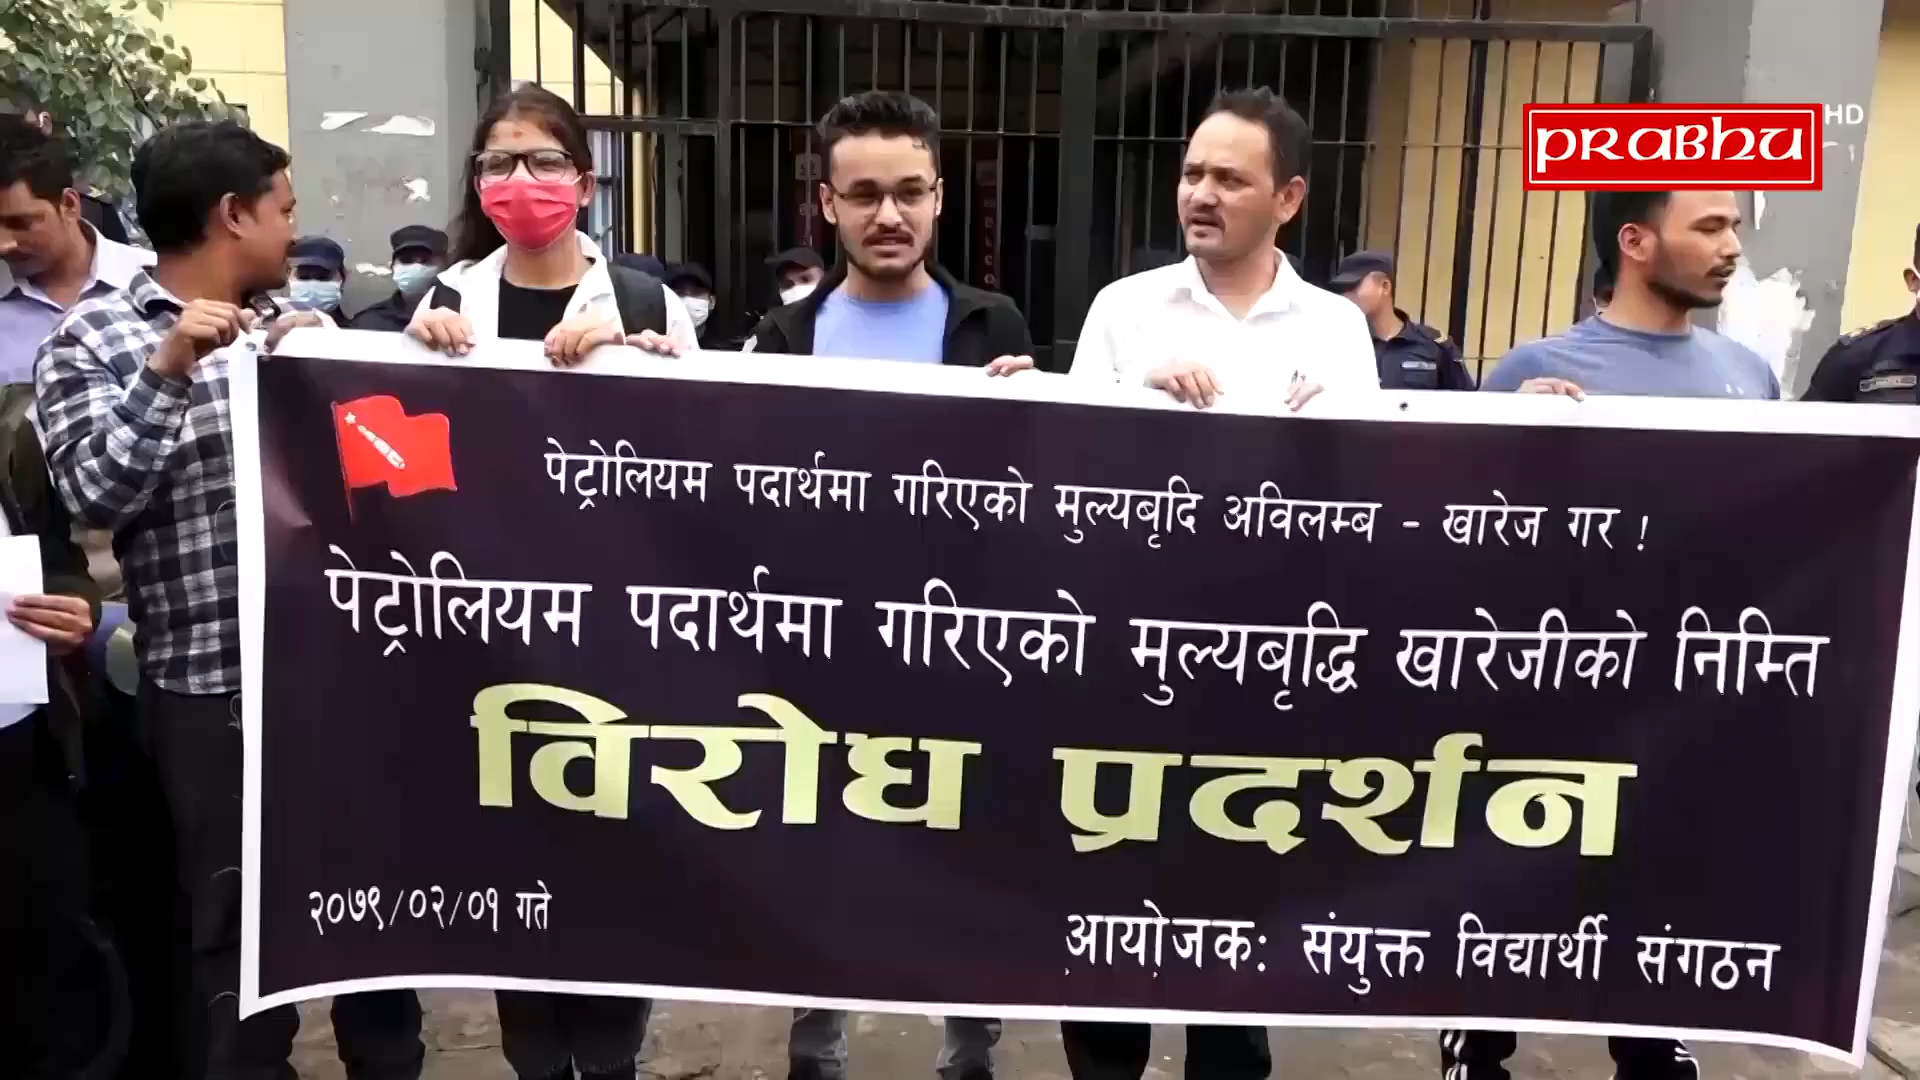 PRABHU HD
पेट्रोलियम पदार्थमा गरिएको मुल्यबृदि अविलम्ब - खारेज गर !
पेट्रोलियम पदार्थमा गरिएको मुल्यबृद्धि खारेजीको निम्ति
विरोध प्रदर्शन
२०७९/०२/०१ गते
आयोजक: संयुक्त विद्यार्थी संगठन